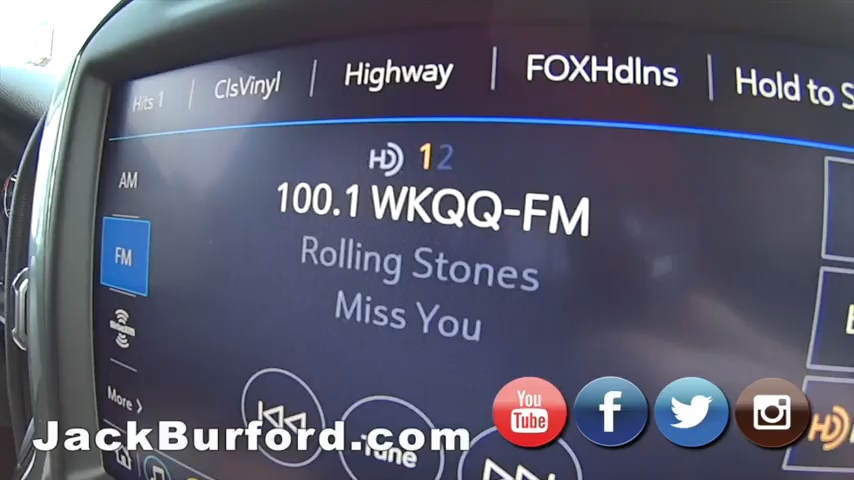 Hits 1 ClsVinyl Highway FOXHdlns Hold to S
HD 1 2
AM
100.1 WKQQ-FM
FM
Rolling Stones
Miss You
More
Tune
HD
JackBurford.com
You Tube
f